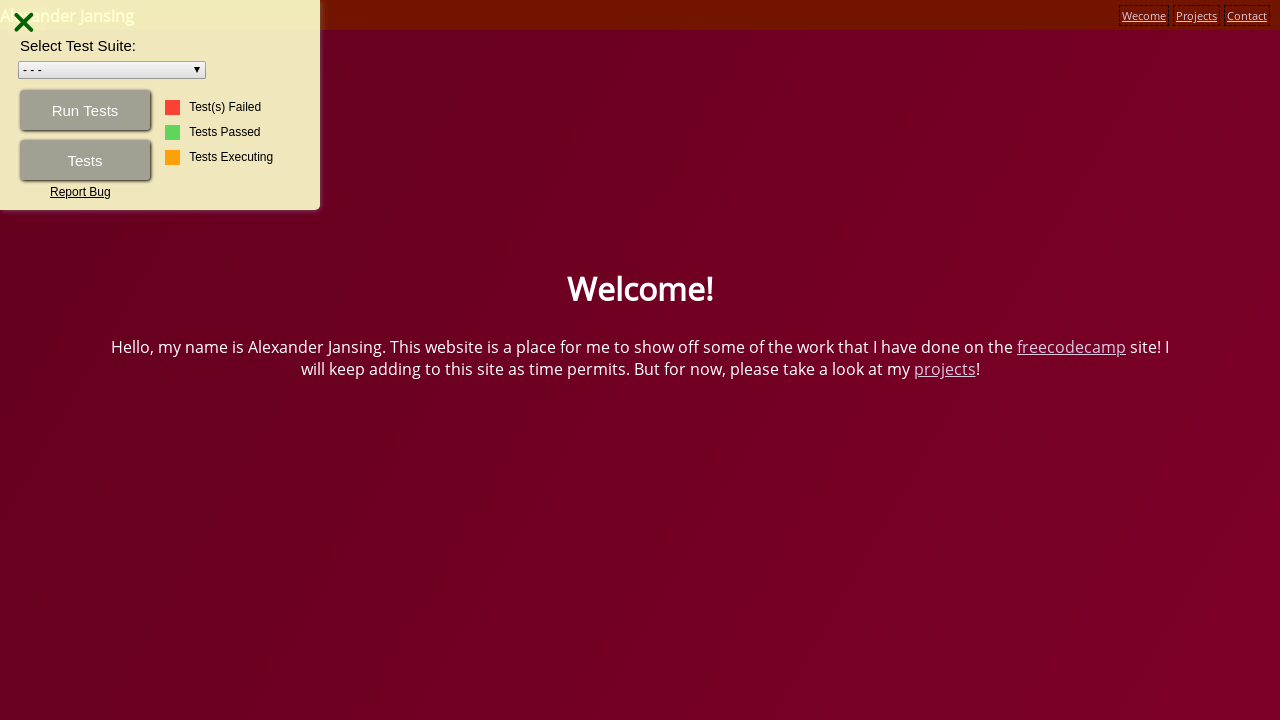 Alexander Jansing
Wecome Projects Contact
Select Test Suite:
- - -
Run Tests
Test(s) Failed
Tests Passed
Tests
Tests Executing
Report Bug
Welcome!
Hello, my name is Alexander Jansing. This website is a place for me to show off some of the work that I have done on the freecodecamp site! I
will keep adding to this site as time permits. But for now, please take a look at my projects!